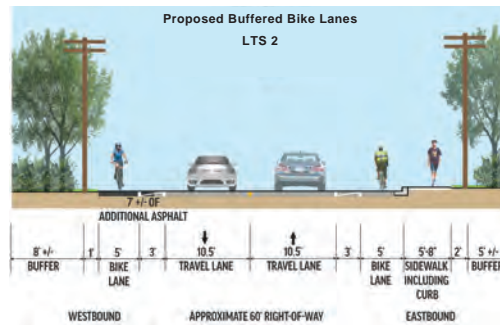 Proposed Buffered Bike Lanes
LTS 2
7' +/- OF
ADDITIONAL ASPHALT
8' +/-
BUFFER
1'
5'
BIKE
LANE
3'
10.5'
TRAVEL LANE
10.5'
TRAVEL LANE
3'
5'
BIKE
LANE
5'-8"
SIDEWALK
INCLUDING
CURB
2'
5' +/-
BUFFER
WESTBOUND
APPROXIMATE 60' RIGHT-OF-WAY
EASTBOUND